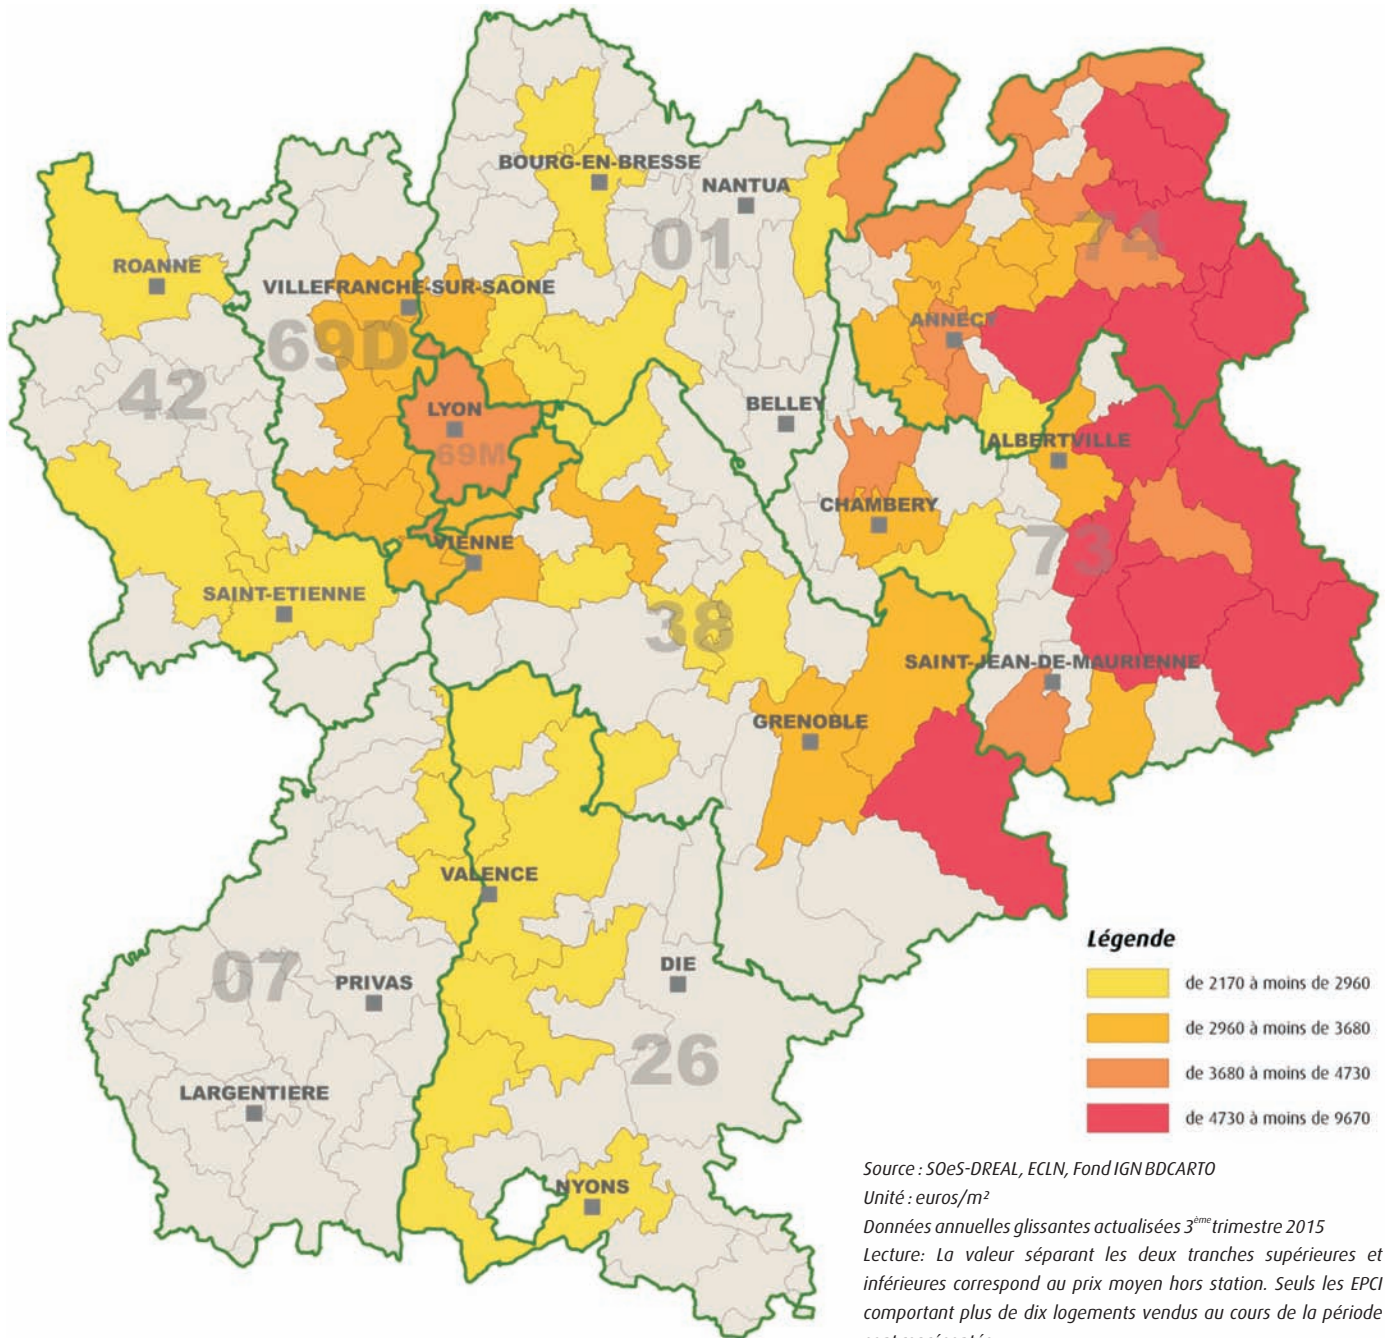 BOURG-EN-BRESSE
NANTUA
01
74
ROANNE
VILLEFRANCHE-SUR-SAONE
69D
ANNECY
42
LYON
69M
BELLEY
ALBERTVILLE
CHAMBERY
VIENNE
73
SAINT-ETIENNE
38
SAINT-JEAN-DE-MAURIENNE
GRENOBLE
VALENCE
07
PRIVAS
DIE
26
LARGENTIERE
NYONS
Légende
de 2170 à moins de 2960
de 2960 à moins de 3680
de 3680 à moins de 4730
de 4730 à moins de 9670
Source : SOeS-DREAL, ECLN, Fond IGN BDCARTO
Unité : euros/m²
Données annuelles glissantes actualisées 3ème trimestre 2015
Lecture: La valeur séparant les deux tranches supérieures et
inférieures correspond au prix moyen hors station. Seuls les EPCI
comportant plus de dix logements vendus au cours de la période